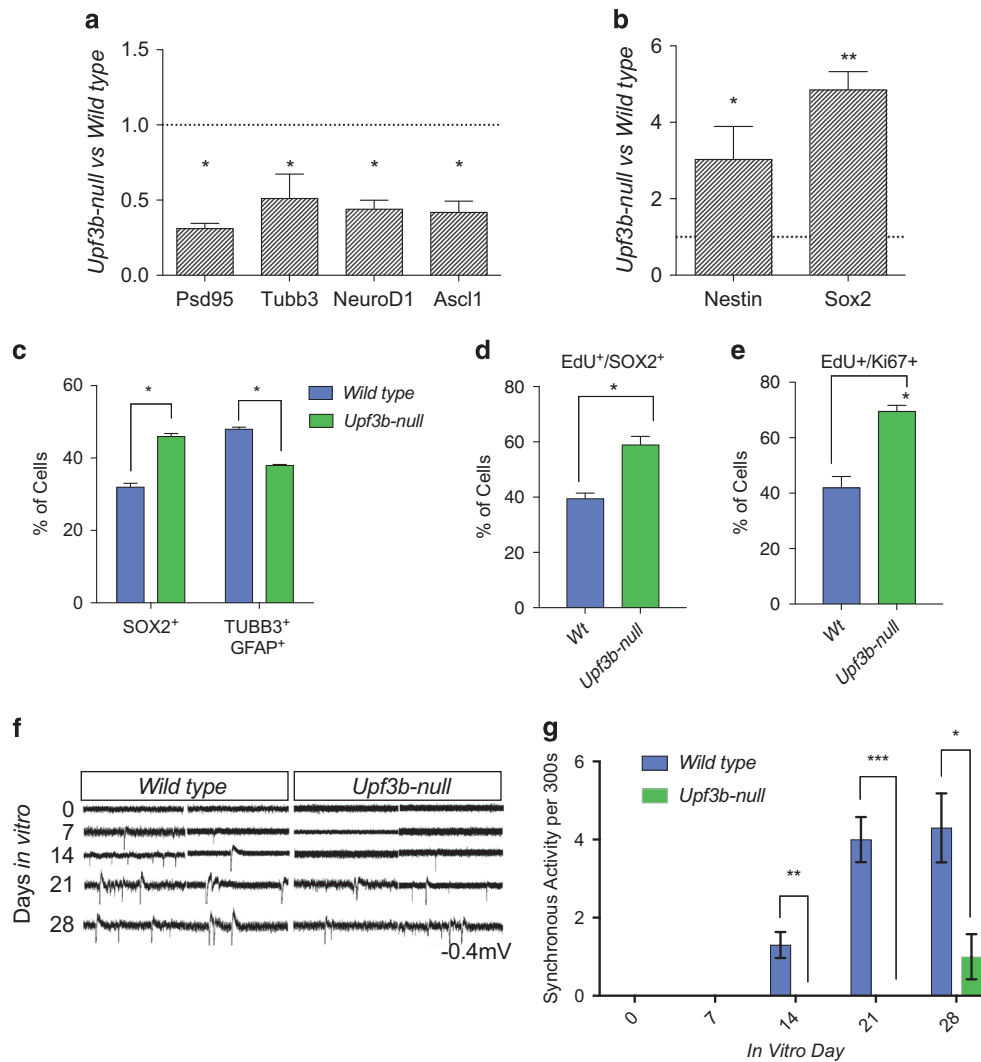 a
Upf3b-null vs Wild type
1.5
1.0
0.5
0.0
*
*
*
*
Psd95 Tubb3 NeuroD1 Ascl1
b
Upf3b-null vs Wild type
6
4
2
0
*
**
Nestin Sox2
c
% of Cells
60
40
20
0
*
*
Wild type
Upf3b-null
SOX2+
TUBB3+
GFAP+
d
EdU+/SOX2+
% of Cells
80
60
40
20
0
*
Wt
Upf3b-null
e
EdU+/Ki67+
% of Cells
80
60
40
20
0
*
Wt
Upf3b-null
f
Wild type Upf3b-null
Days in vitro
0
7
14
21
28
-0.4mV
g
Synchronous Activity per 300s
6
4
2
0
Wild type
Upf3b-null
**
***
*
0 7 14 21 28
In Vitro Day